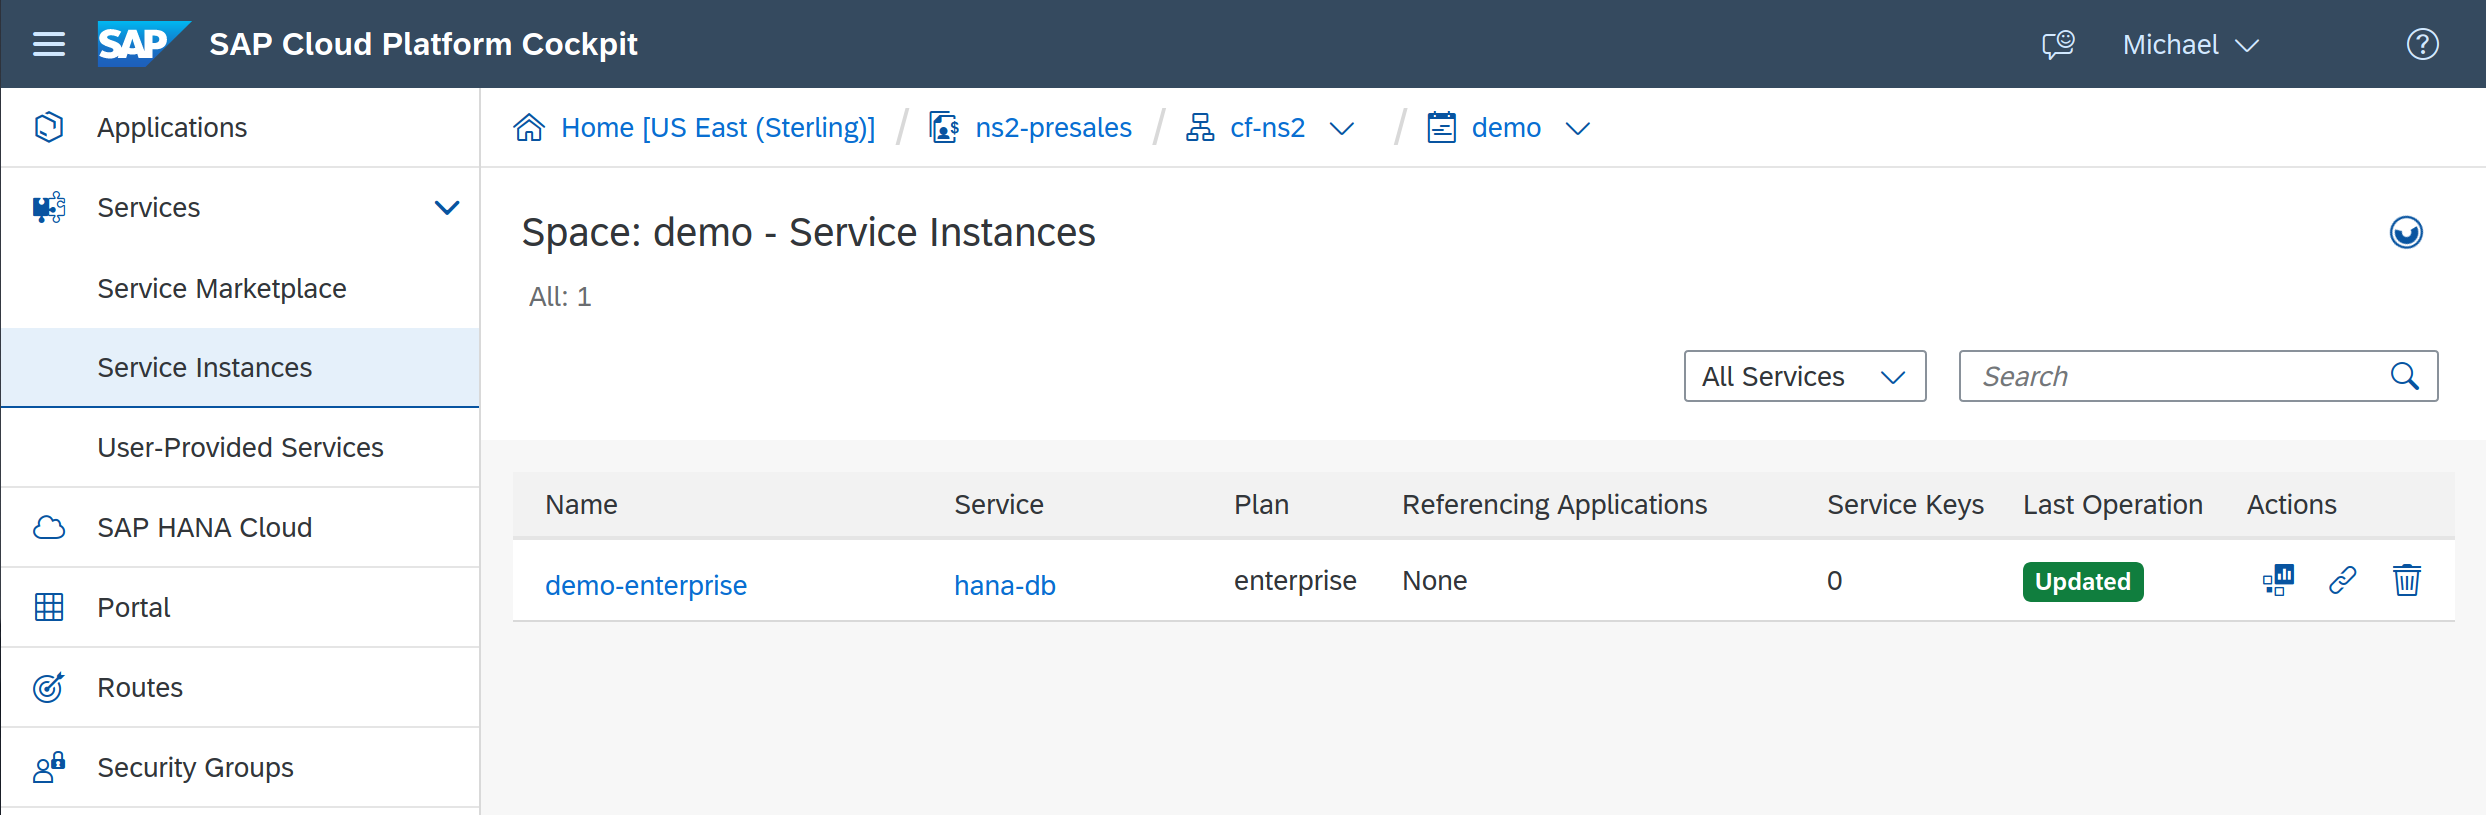 SAP SAP Cloud Platform Cockpit Michael
Applications
Services
Service Marketplace
Service Instances
User-Provided Services
SAP HANA Cloud
Portal
Routes
Security Groups
Home [US East (Sterling)] / ns2-presales / cf-ns2 / demo
Space: demo - Service Instances
All: 1
All Services Search
Name Service Plan Referencing Applications Service Keys Last Operation Actions
demo-enterprise hana-db enterprise None 0 Updated